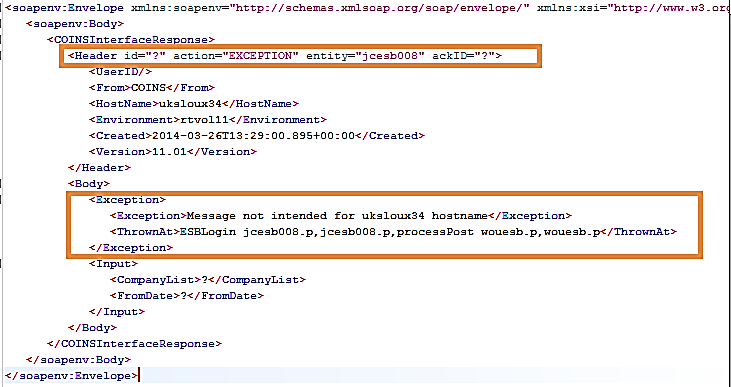 <soapenv:Envelope xmlns:soapenv="http://schemas.xmlsoap.org/soap/envelope/" xmlns:xsi="http://www.w3.org
<soapenv:Body>
<COINSInterfaceResponse>
<Header id="?" action="EXCEPTION" entity="jcesb008" ackID="?">
<UserID/>
<From>COINS</From>
<HostName>uksloux34</HostName>
<Environment>rtvol11</Environment>
<Created>2014-03-26T13:29:00.895+00:00</Created>
<Version>11.01</Version>
</Header>
<Body>
<Exception>
<Exception>Message not intended for uksloux34 hostname</Exception>
<ThrownAt>ESBLogin jcesb008.p,jcesb008.p,processPost wouesb.p,wouesb.p</ThrownAt>
</Exception>
<Input>
<CompanyList>?</CompanyList>
<FromDate>?</FromDate>
</Input>
</Body>
</COINSInterfaceResponse>
</soapenv:Body>
</soapenv:Envelope>